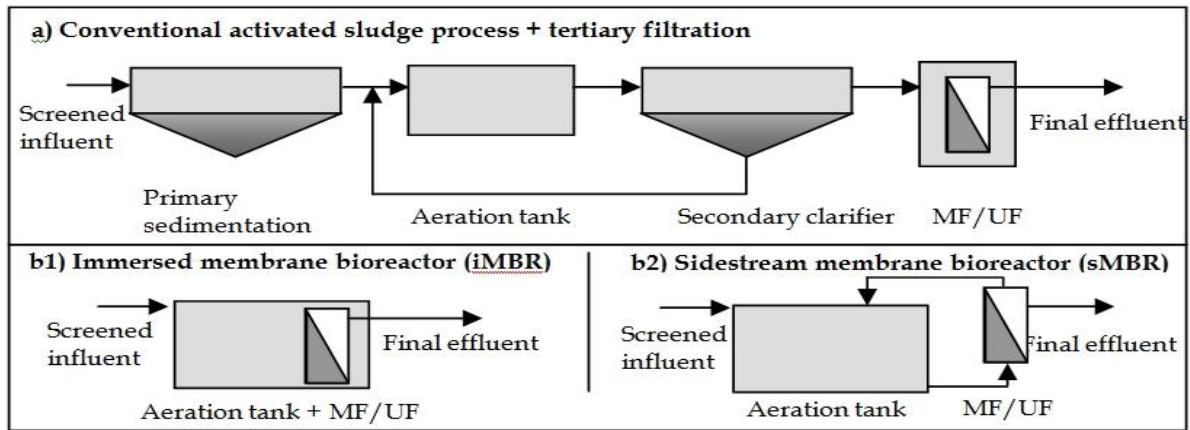 a) Conventional activated sludge process + tertiary filtration
Screened
influent
Primary
sedimentation
Aeration tank
Secondary clarifier
MF/UF
Final effluent
b1) Immersed membrane bioreactor (iMBR)
Screened
influent
Final effluent
Aeration tank + MF/UF
b2) Sidestream membrane bioreactor (sMBR)
Screened
influent
Final effluent
Aeration tank
MF/UF